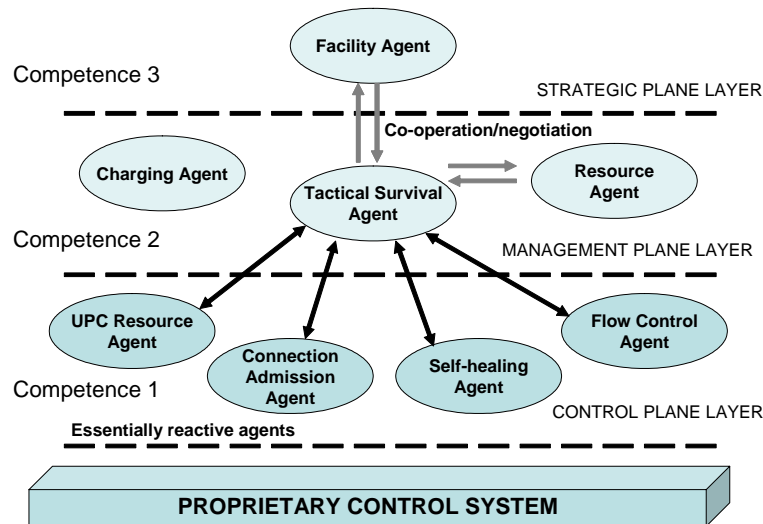 Facility Agent
Competence 3
STRATEGIC PLANE LAYER
Co-operation/negotiation
Charging Agent
Tactical Survival
Agent
Resource
Agent
Competence 2
MANAGEMENT PLANE LAYER
UPC Resource
Agent
Connection
Admission
Agent
Self-healing
Agent
Flow Control
Agent
Competence 1
CONTROL PLANE LAYER
Essentially reactive agents
PROPRIETARY CONTROL SYSTEM